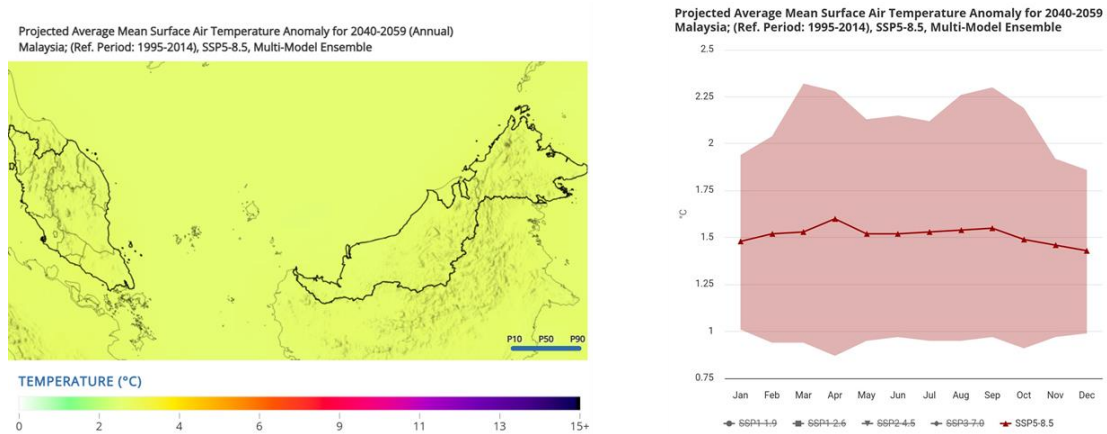 Projected Average Mean Surface Air Temperature Anomaly for 2040-2059 (Annual)
Malaysia; (Ref. Period: 1995-2014), SSP5-8.5, Multi-Model Ensemble
P10 P50 P90
TEMPERATURE (°C)
0 2 4 6 9 11 13 15+
Projected Average Mean Surface Air Temperature Anomaly for 2040-2059
Malaysia; (Ref. Period: 1995-2014), SSP5-8.5, Multi-Model Ensemble
2.5
2.25
2
1.75
1.5
1.25
1
0.75
°C
Jan Feb Mar Apr May Jun Jul Aug Sep Oct Nov Dec
SSP1-1.9 SSP1-2.6 SSP2-4.5 SSP3-7.0 SSP5-8.5